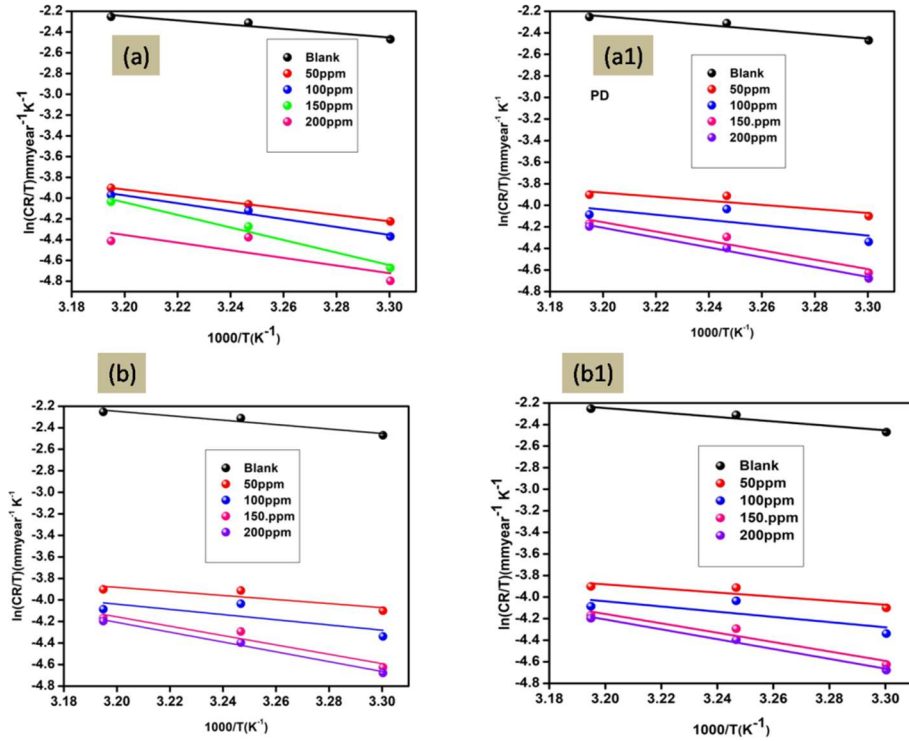 (a)
-2.2
-2.4
-2.6
-2.8
-3.0
-3.2
-3.4
-3.6
-3.8
-4.0
-4.2
-4.4
-4.6
-4.8
ln(CR/T)mmyear⁻¹K⁻¹
Blank
50ppm
100ppm
150ppm
200ppm
3.18 3.20 3.22 3.24 3.26 3.28 3.30
1000/T(K⁻¹)
(a1)
-2.2
-2.4
-2.6
-2.8
-3.0
-3.2
-3.4
-3.6
-3.8
-4.0
-4.2
-4.4
-4.6
-4.8
ln(CR/T)(mmyear⁻¹ K⁻¹
PD
Blank
50ppm
100ppm
150.ppm
200ppm
3.18 3.20 3.22 3.24 3.26 3.28 3.30
1000/T(K⁻¹)
(b)
-2.2
-2.4
-2.6
-2.8
-3.0
-3.2
-3.4
-3.6
-3.8
-4.0
-4.2
-4.4
-4.6
-4.8
ln(CR/T)(mmyear⁻¹ K⁻¹
Blank
50ppm
100ppm
150.ppm
200ppm
3.18 3.20 3.22 3.24 3.26 3.28 3.30
1000/T(K⁻¹)
(b1)
-2.2
-2.4
-2.6
-2.8
-3.0
-3.2
-3.4
-3.6
-3.8
-4.0
-4.2
-4.4
-4.6
-4.8
ln(CR/T)(mmyear⁻¹ K⁻¹
Blank
50ppm
100ppm
150.ppm
200ppm
3.18 3.20 3.22 3.24 3.26 3.28 3.30
1000/T(K⁻¹)